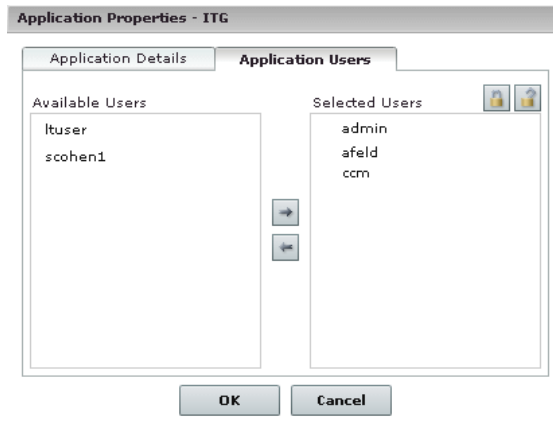 Application Properties - ITG
Application Details
Application Users
Available Users
Selected Users
ltuser
scohen1
admin
afeld
ccm
OK
Cancel